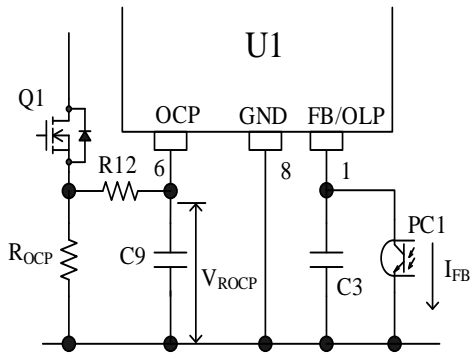 U1
Q1
OCP GND FB/OLP
R12 6 8 1
PC1
ROCP C9 VROCP C3 IFB